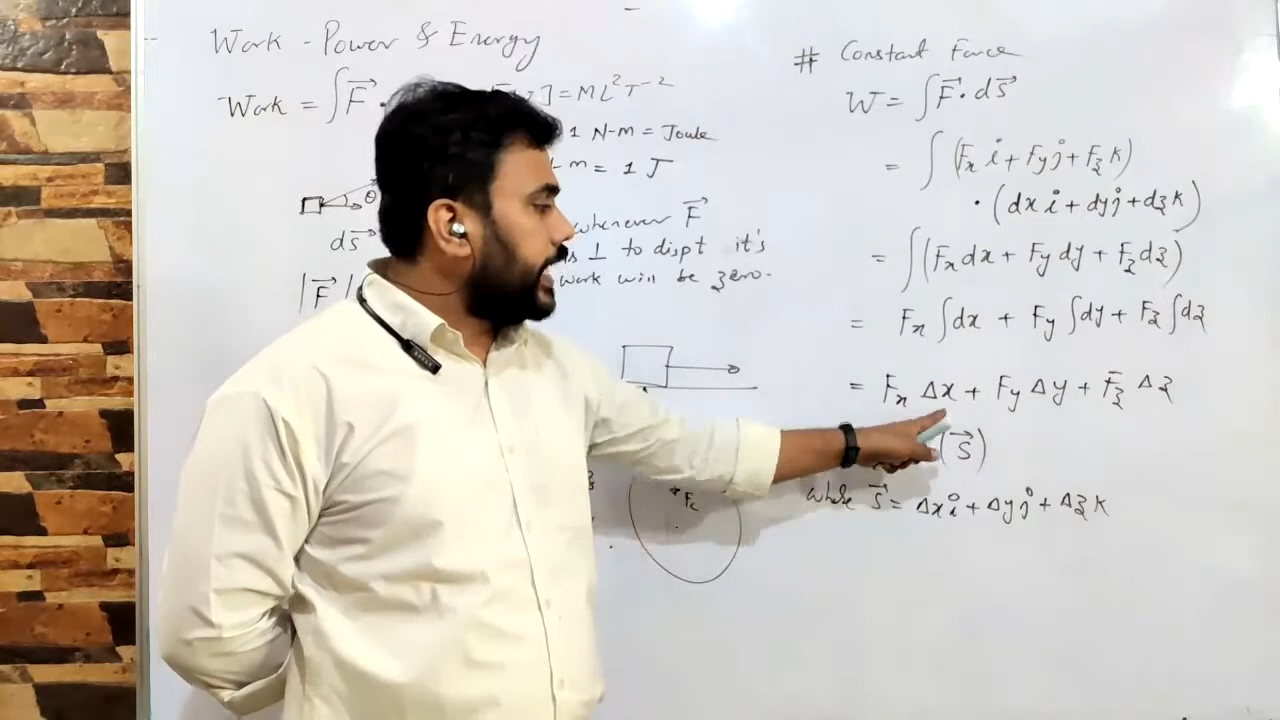 Work - Power & Energy
Work = ∫F⃗ ·
] = ML²T⁻²
1 N-m = Joule
m = 1 J
θ
ds⃗
whenever F⃗
is ⊥ to dispt it's
work will be zero.
|F⃗|
Fc
# Constant Force
W = ∫F⃗ · ds⃗
= ∫(Fx i + Fy j + Fz k)
· (dx i + dy j + dz k)
= ∫(Fx dx + Fy dy + Fz dz)
= Fx ∫dx + Fy ∫dy + Fz ∫dz
= Fx Δx + Fy Δy + Fz Δz
(s⃗)
where s⃗ = Δx i + Δy j + Δz k